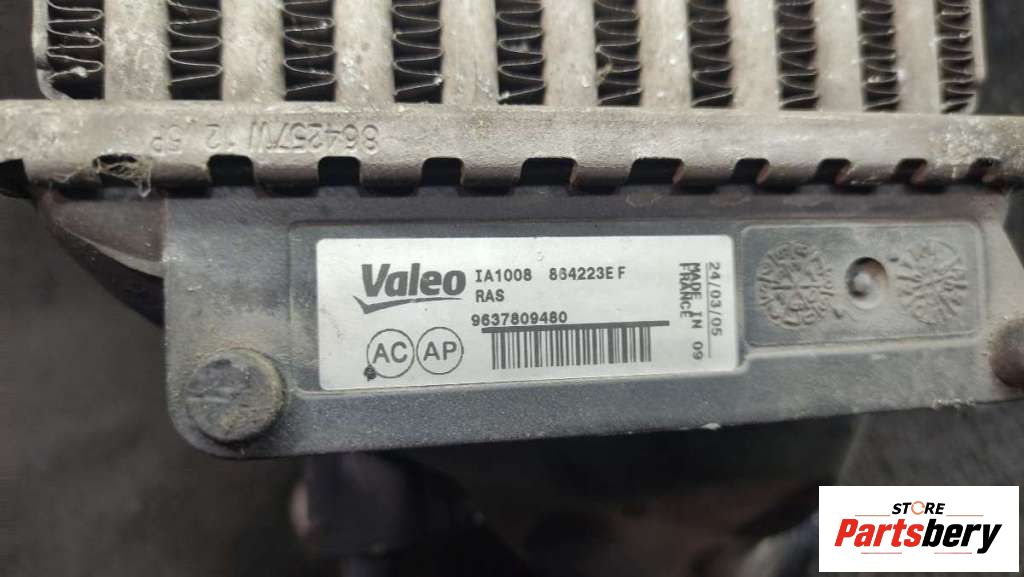 864257W 12 5P
Valeo
IA1008 864223E F
RAS
9637809480
AC AP
24/03/05
MADE IN 09
FRANCE
STORE
Partsbery